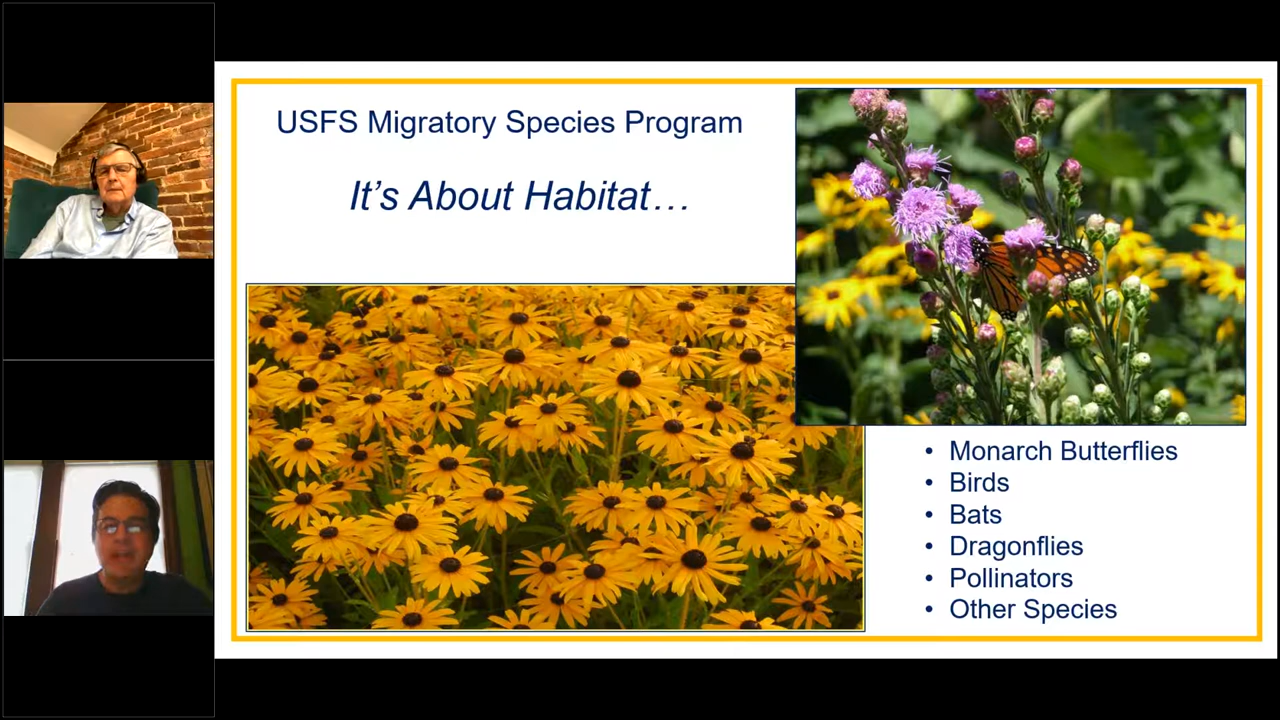 USFS Migratory Species Program
It’s About Habitat…
• Monarch Butterflies
• Birds
• Bats
• Dragonflies
• Pollinators
• Other Species